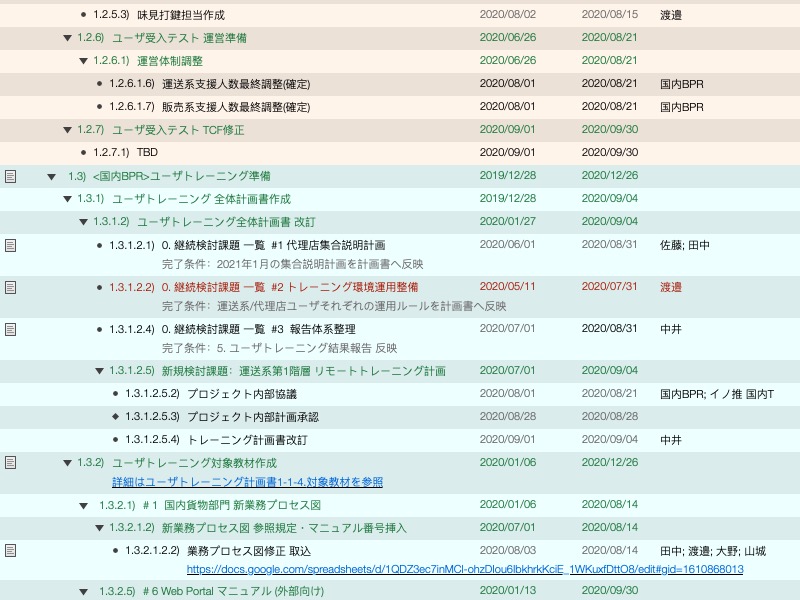 1.2.5.3) 味見打鍵担当作成 2020/08/02 2020/08/15 渡邉
1.2.6) ユーザ受入テスト 運営準備 2020/06/26 2020/08/21
1.2.6.1) 運営体制調整 2020/06/26 2020/08/21
1.2.6.1.6) 運送系支援人数最終調整(確定) 2020/08/01 2020/08/21 国内BPR
1.2.6.1.7) 販売系支援人数最終調整(確定) 2020/08/01 2020/08/21 国内BPR
1.2.7) ユーザ受入テスト TCF修正 2020/09/01 2020/09/30
1.2.7.1) TBD 2020/09/01 2020/09/30
1.3) <国内BPR>ユーザトレーニング準備 2019/12/28 2020/12/26
1.3.1) ユーザトレーニング 全体計画書作成 2019/12/28 2020/09/04
1.3.1.2) ユーザトレーニング全体計画書 改訂 2020/01/27 2020/09/04
1.3.1.2.1) 0. 継続検討課題 一覧 #1 代理店集合説明計画 2020/06/01 2020/08/31 佐藤; 田中
完了条件: 2021年1月の集合説明計画を計画書へ反映
1.3.1.2.2) 0. 継続検討課題 一覧 #2 トレーニング環境運用整備 2020/05/11 2020/07/31 渡邉
完了条件: 運送系/代理店ユーザそれぞれの運用ルールを計画書へ反映
1.3.1.2.4) 0. 継続検討課題 一覧 #3 報告体系整理 2020/07/01 2020/08/31 中井
完了条件: 5. ユーザトレーニング結果報告 反映
1.3.1.2.5) 新規検討課題: 運送系第1階層 リモートトレーニング計画 2020/07/01 2020/09/04
1.3.1.2.5.2) プロジェクト内部協議 2020/08/01 2020/08/21 国内BPR; イノ推 国内T
1.3.1.2.5.3) プロジェクト内部計画承認 2020/08/28 2020/08/28
1.3.1.2.5.4) トレーニング計画書改訂 2020/09/01 2020/09/04 中井
1.3.2) ユーザトレーニング対象教材作成 2020/01/06 2020/12/26
詳細はユーザトレーニング計画書1-1-4.対象教材を参照
1.3.2.1) # 1 国内貨物部門 新業務プロセス図 2020/01/06 2020/08/14
1.3.2.1.2) 新業務プロセス図 参照規定・マニュアル番号挿入 2020/07/01 2020/08/14
1.3.2.1.2.2) 業務プロセス図修正 取込 2020/08/03 2020/08/14 田中; 渡邉; 大野; 山城
https://docs.google.com/spreadsheets/d/1QDZ3ec7inMCl-ohzDlou6lbkhrkKciE_1WKuxfDttO8/edit#gid=1610868013
1.3.2.5) # 6 Web Portal マニュアル (外部向け) 2020/01/13 2020/09/30